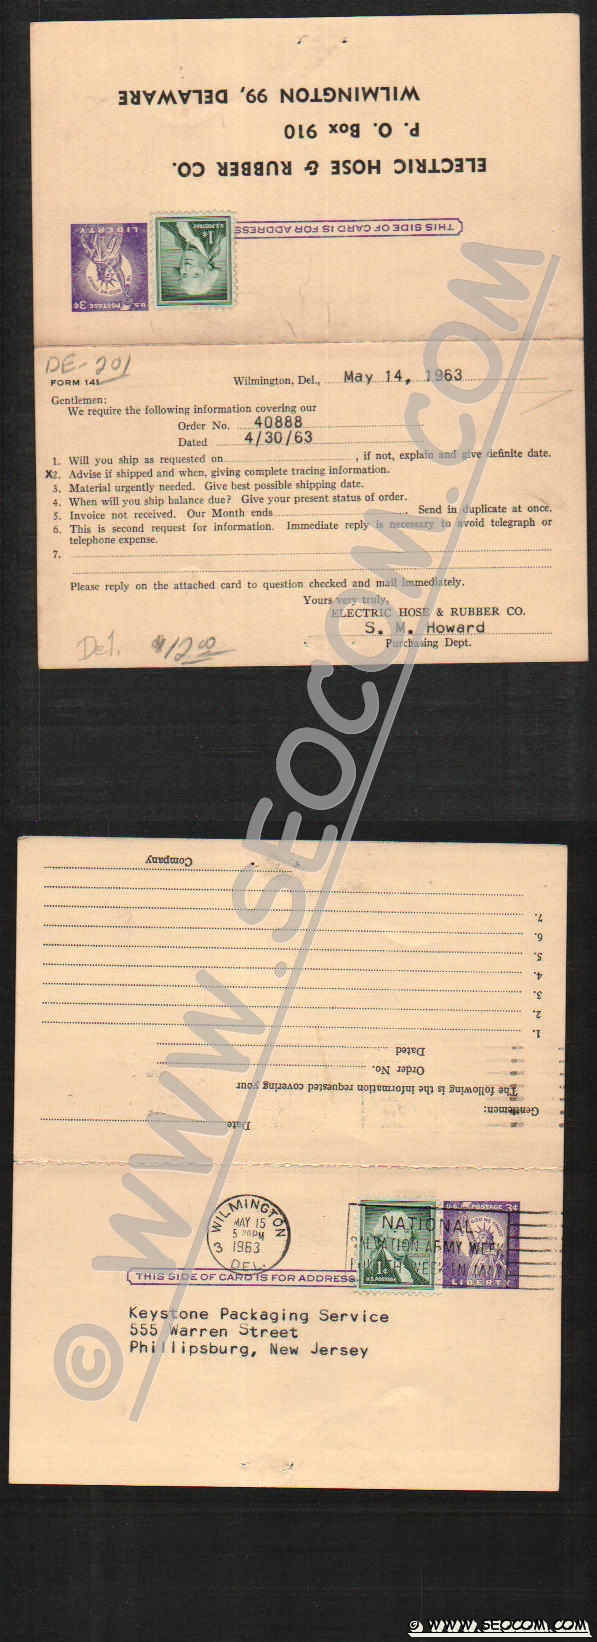 WILMINGTON 99, DELAWARE
P. O. Box 910
ELECTRIC HOSE & RUBBER CO.
THIS SIDE OF CARD IS FOR ADDRESS
U.S. POSTAGE 3¢
LIBERTY
U.S. POSTAGE
1¢
DE-201
FORM 141
Wilmington, Del., May 14, 1963
Gentlemen:
We require the following information covering our
Order No. 40888
Dated 4/30/63
1. Will you ship as requested on , if not, explain and give definite date.
X2. Advise if shipped and when, giving complete tracing information.
3. Material urgently needed. Give best possible shipping date.
4. When will you ship balance due? Give your present status of order.
5. Invoice not received. Our Month ends . Send in duplicate at once.
6. This is second request for information. Immediate reply is necessary to avoid telegraph or
telephone expense.
7.
Please reply on the attached card to question checked and mail immediately.
Yours very truly,
ELECTRIC HOSE & RUBBER CO.
S. M. Howard
Purchasing Dept.
Del. $12.00
© WWW.SEOCOM.COM
Company
7.
6.
5.
4.
3.
2.
1.
Dated
Order No.
The following is the information requested covering your
Gentlemen:
Date
WILMINGTON
MAY 15
PM
1963
3
DEL.
NATIONAL
SALVATION ARMY WEEK
U.S. POSTAGE 3¢
LIBERTY
1¢
U.S. POSTAGE
THIS SIDE OF CARD IS FOR ADDRESS
Keystone Packaging Service
555 Warren Street
Phillipsburg, New Jersey
© WWW.SEOCOM.COM